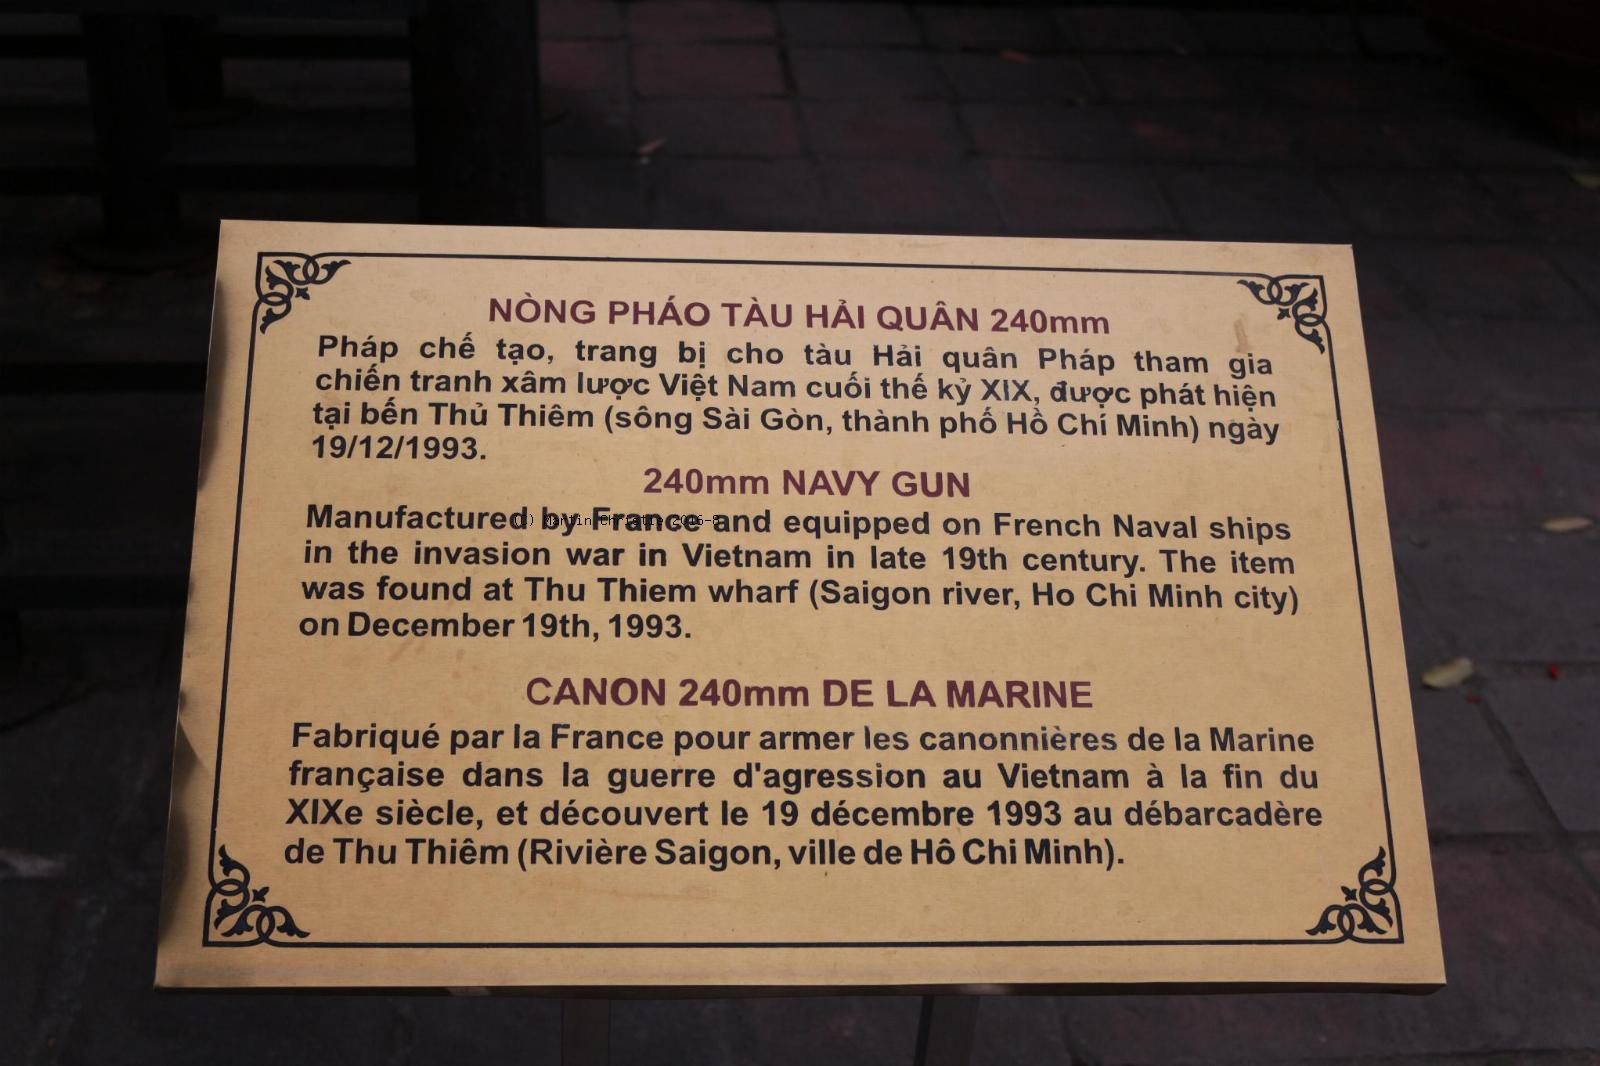 NÒNG PHÁO TÀU HẢI QUÂN 240mm
Pháp chế tạo, trang bị cho tàu Hải quân Pháp tham gia
chiến tranh xâm lược Việt Nam cuối thế kỷ XIX, được phát hiện
tại bến Thủ Thiêm (sông Sài Gòn, thành phố Hồ Chí Minh) ngày
19/12/1993.
240mm NAVY GUN
Manufactured by France and equipped on French Naval ships
(C) Martin Christie 2016-8
in the invasion war in Vietnam in late 19th century. The item
was found at Thu Thiem wharf (Saigon river, Ho Chi Minh city)
on December 19th, 1993.
CANON 240mm DE LA MARINE
Fabriqué par la France pour armer les canonnières de la Marine
française dans la guerre d'agression au Vietnam à la fin du
XIXe siècle, et découvert le 19 décembre 1993 au débarcadère
de Thu Thiêm (Rivière Saigon, ville de Hô Chi Minh).